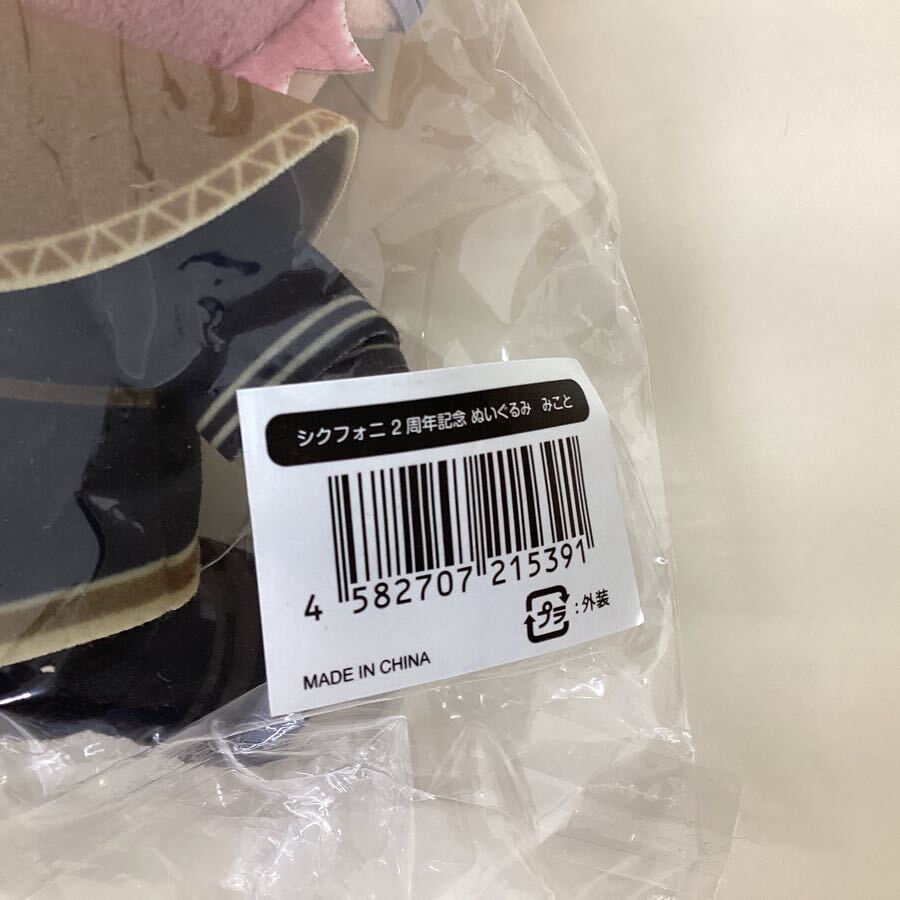 シクフォニ 2 周年記念 ぬいぐるみ みこと
4 582707 215391
プラ : 外装
MADE IN CHINA